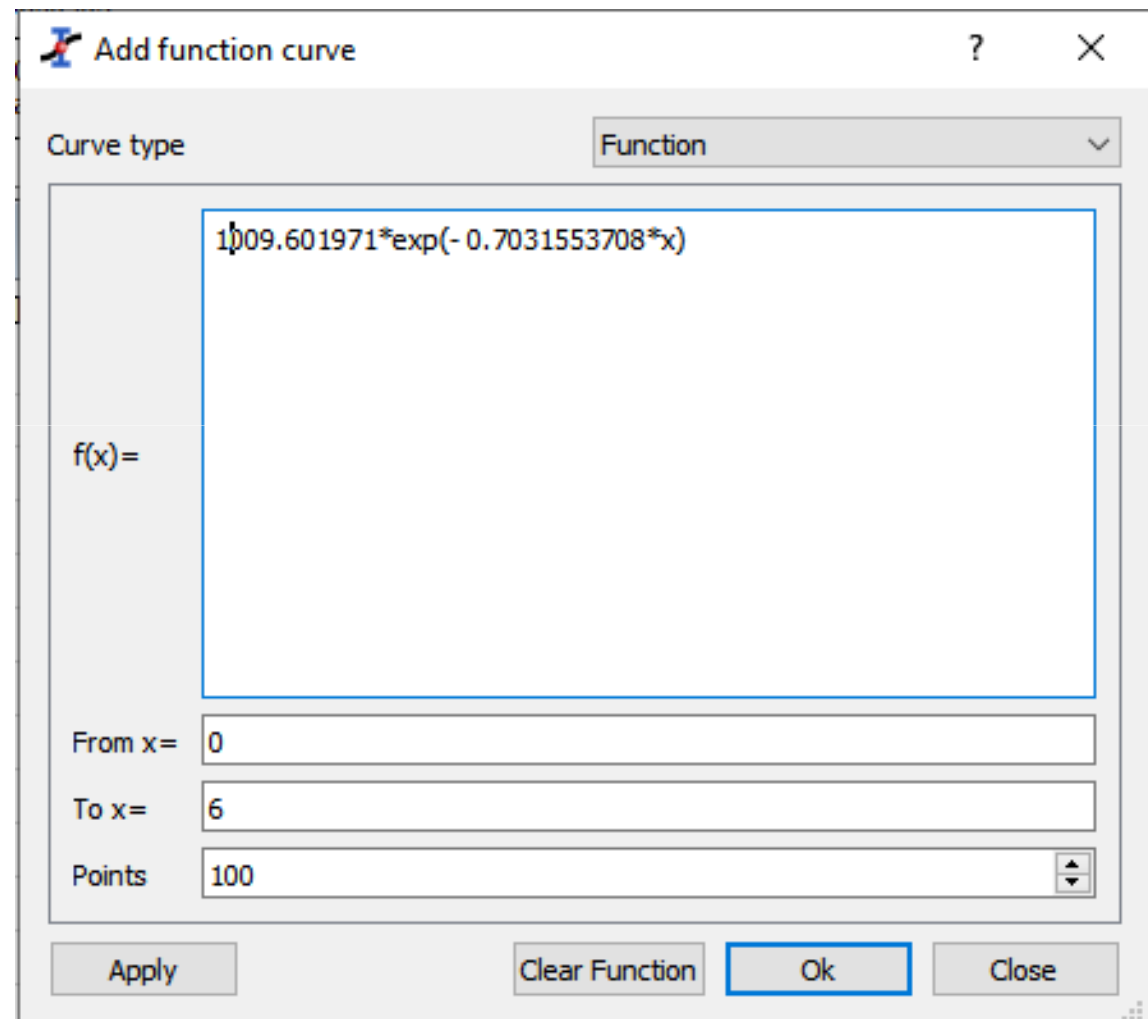 Add function curve
?
Curve type
Function
f(x)=
1009.601971*exp(- 0.7031553708*x)
From x=
0
To x=
6
Points
100
Apply
Clear Function
Ok
Close